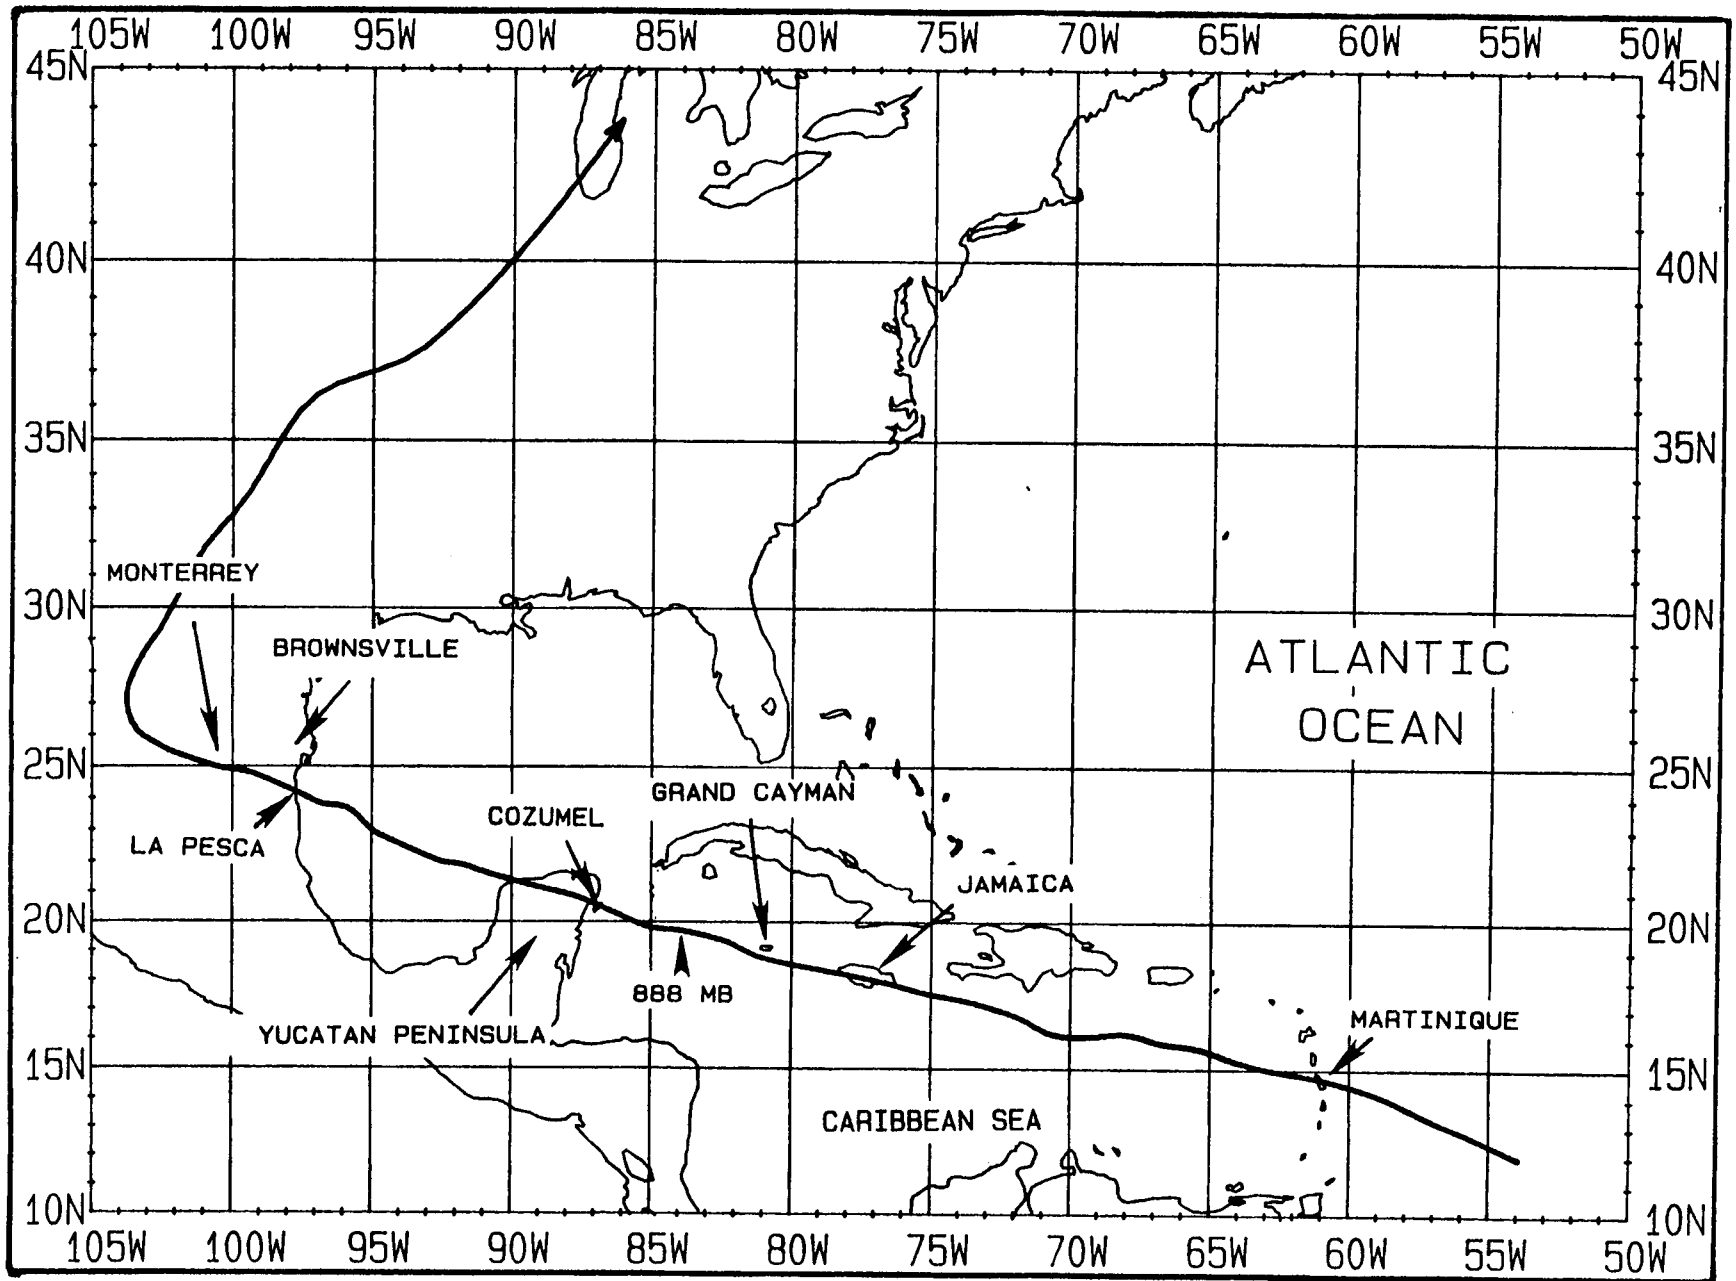 105W 100W 95W 90W 85W 80W 75W 70W 65W 60W 55W 50W
45N 45N
40N 40N
35N 35N
MONTERREY
30N 30N
BROWNSVILLE
ATLANTIC
OCEAN
25N 25N
GRAND CAYMAN
COZUMEL
LA PESCA
JAMAICA
20N 20N
888 MB
MARTINIQUE
YUCATAN PENINSULA
15N 15N
CARIBBEAN SEA
10N 10N
105W 100W 95W 90W 85W 80W 75W 70W 65W 60W 55W 50W